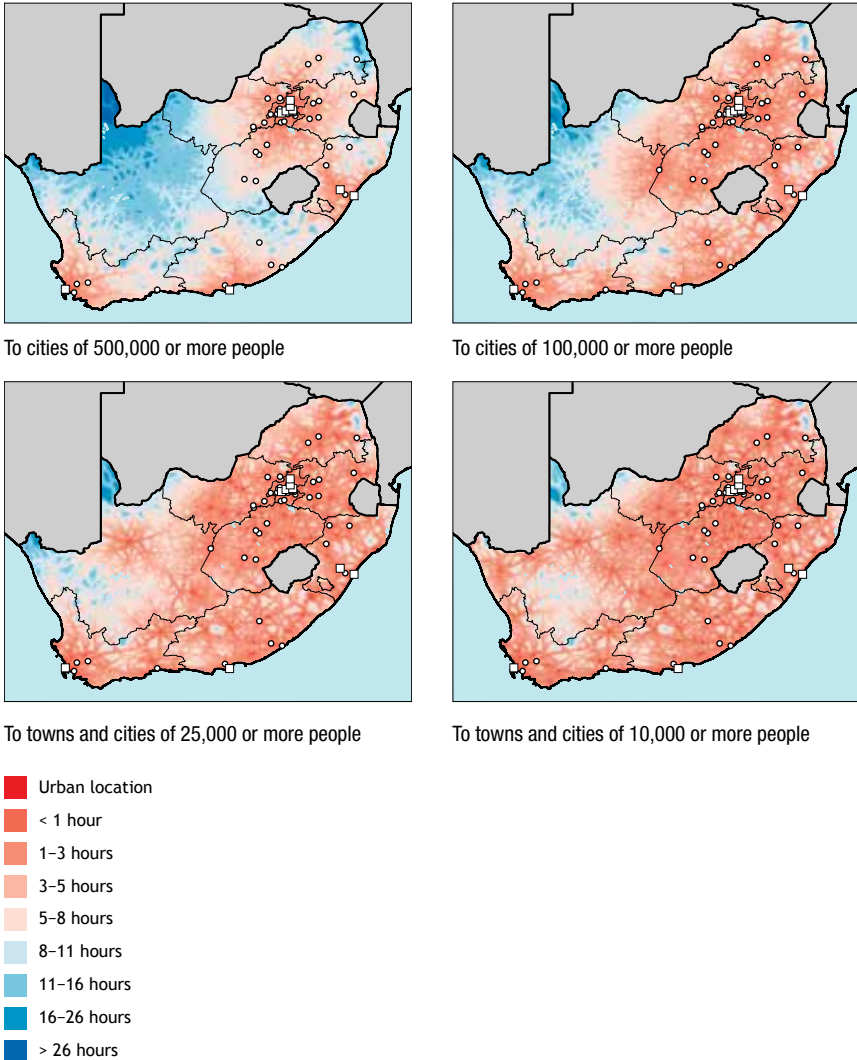 To cities of 500,000 or more people
To cities of 100,000 or more people
To towns and cities of 25,000 or more people
To towns and cities of 10,000 or more people
Urban location
< 1 hour
1–3 hours
3–5 hours
5–8 hours
8–11 hours
11–16 hours
16–26 hours
> 26 hours